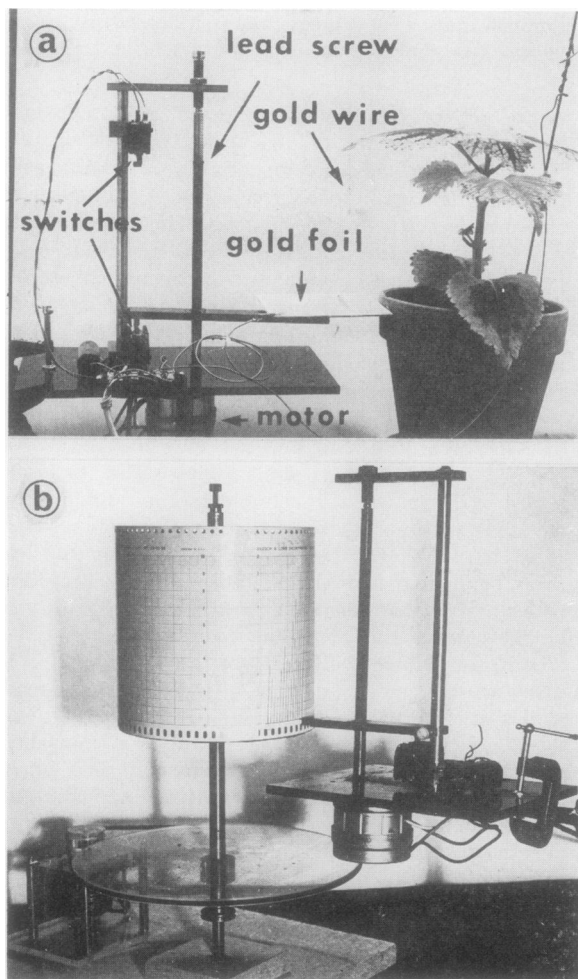 a
lead screw
gold wire
switches
gold foil
motor
b